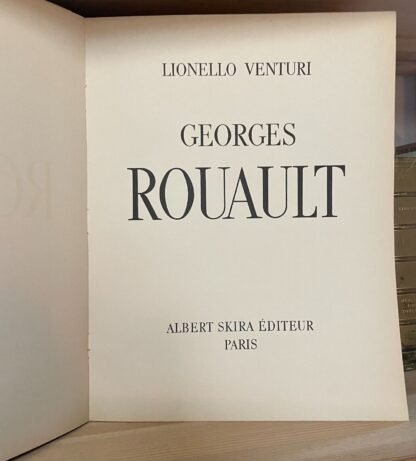 LIONELLO VENTURI
GEORGES
ROUAULT
ALBERT SKIRA ÉDITEUR
PARIS